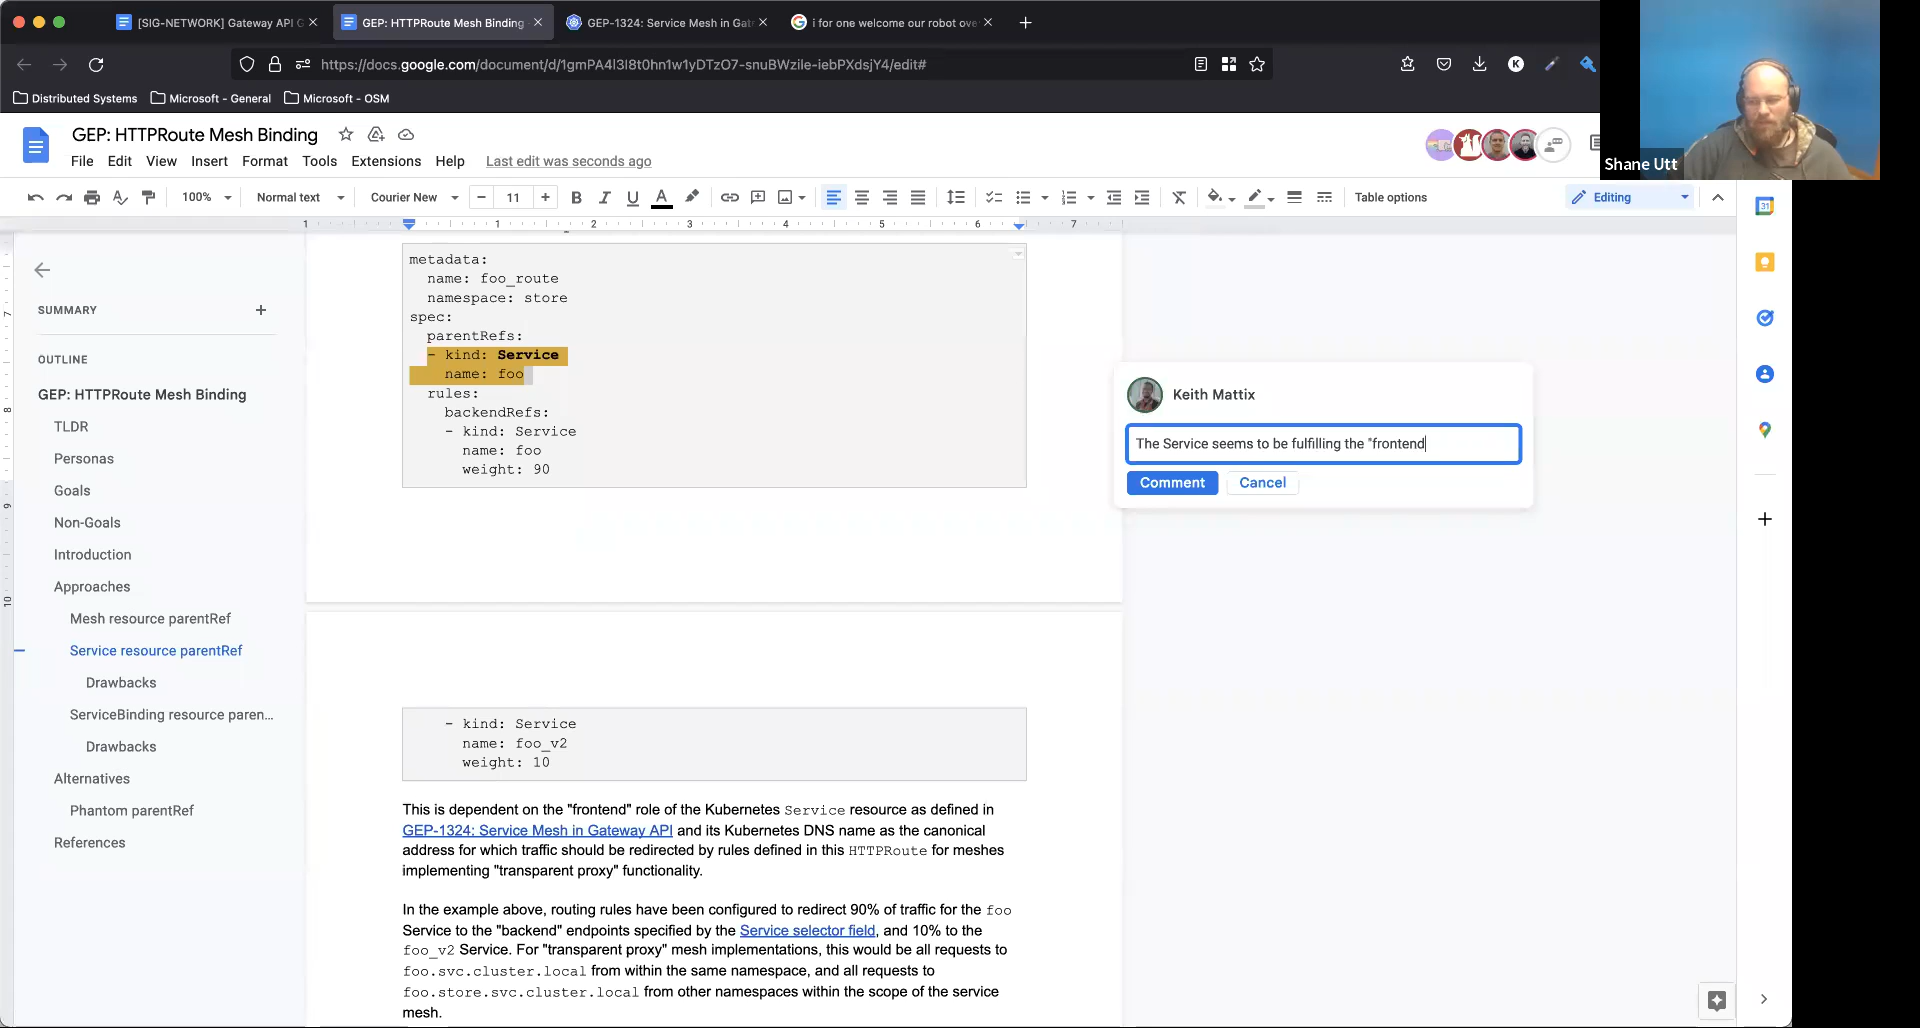 [SIG-NETWORK] Gateway API G
GEP: HTTPRoute Mesh Binding
GEP-1324: Service Mesh in Gat
i for one welcome our robot ove
https://docs.google.com/document/d/1gmPA4l3I8t0hn1w1yDTzO7-snuBWzile-iebPXdsjY4/edit#
K
Distributed Systems
Microsoft - General
Microsoft - OSM
GEP: HTTPRoute Mesh Binding
File Edit View Insert Format Tools Extensions Help Last edit was seconds ago
Shane Utt
100% Normal text Courier New – 11 + B I U A Table options Editing
1 1 2 3 4 5 6 7
31
7
8
9
10
SUMMARY
OUTLINE
GEP: HTTPRoute Mesh Binding
TLDR
Personas
Goals
Non-Goals
Introduction
Approaches
Mesh resource parentRef
Service resource parentRef
Drawbacks
ServiceBinding resource paren...
Drawbacks
Alternatives
Phantom parentRef
References
metadata:
name: foo_route
namespace: store
spec:
parentRefs:
- kind: Service
name: foo
rules:
backendRefs:
- kind: Service
name: foo
weight: 90
- kind: Service
name: foo_v2
weight: 10
This is dependent on the "frontend" role of the Kubernetes Service resource as defined in
GEP-1324: Service Mesh in Gateway API and its Kubernetes DNS name as the canonical
address for which traffic should be redirected by rules defined in this HTTPRoute for meshes
implementing "transparent proxy" functionality.
In the example above, routing rules have been configured to redirect 90% of traffic for the foo
Service to the "backend" endpoints specified by the Service selector field, and 10% to the
foo_v2 Service. For "transparent proxy" mesh implementations, this would be all requests to
foo.svc.cluster.local from within the same namespace, and all requests to
foo.store.svc.cluster.local from other namespaces within the scope of the service
mesh.
Keith Mattix
The Service seems to be fulfilling the "frontend
Comment
Cancel